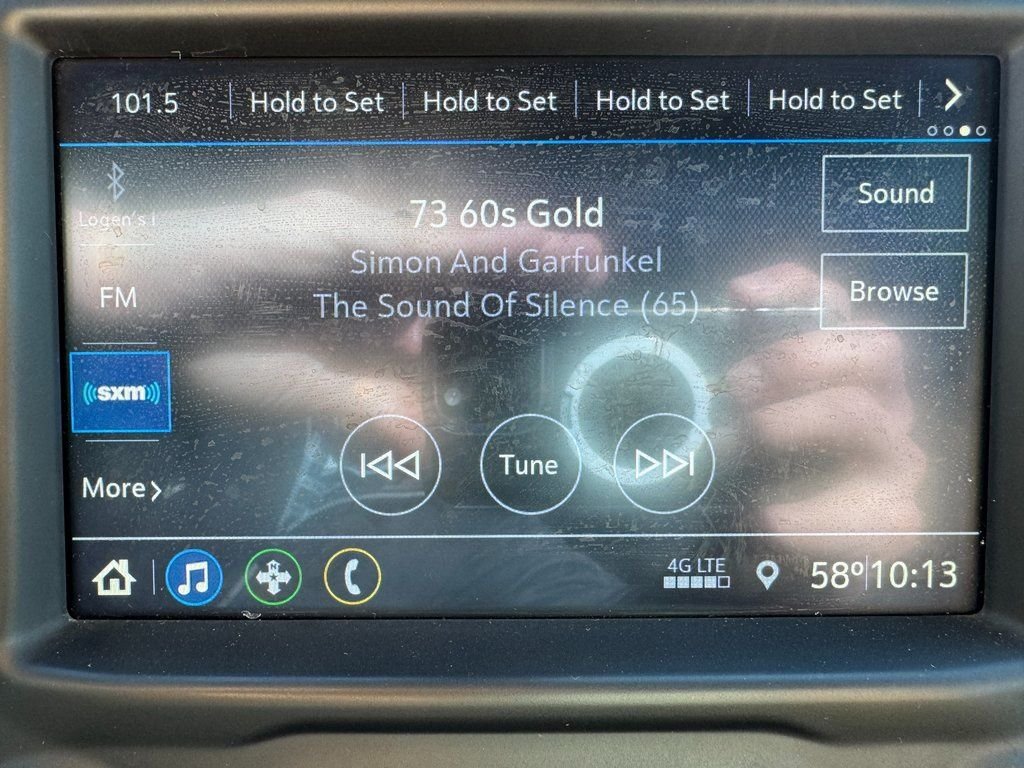 101.5 Hold to Set Hold to Set Hold to Set Hold to Set
Logen's i
Sound
73 60s Gold
Simon And Garfunkel
The Sound Of Silence (65)
FM
Browse
sxm
More
Tune
N
4G LTE
58° 10:13